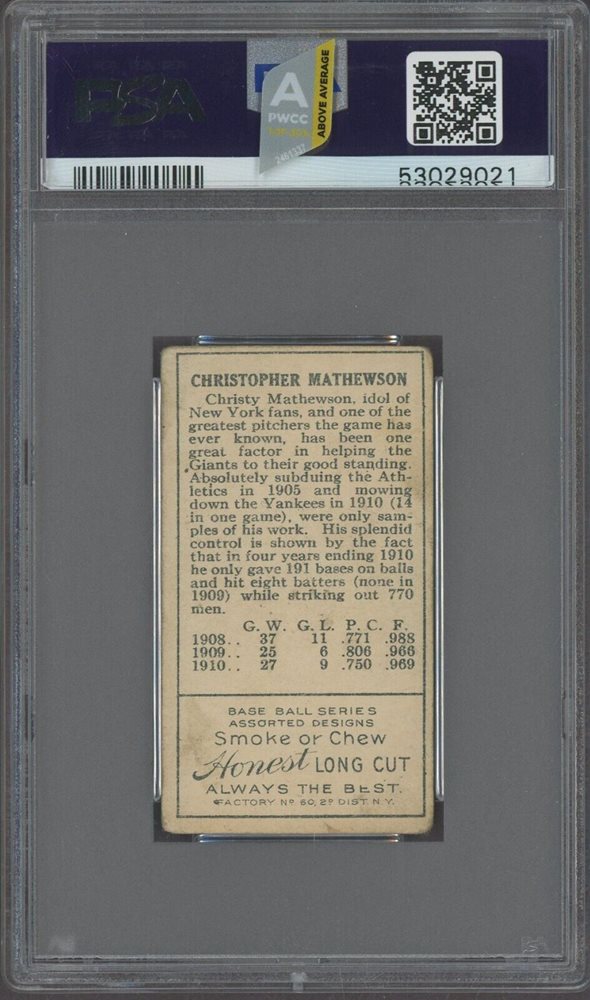 PSA
A
PWCC
ABOVE AVERAGE
2461337
53029021
CHRISTOPHER MATHEWSON
Christy Mathewson, idol of
New York fans, and one of the
greatest pitchers the game has
ever known, has been one
great factor in helping the
Giants to their good standing.
Absolutely subduing the Ath-
letics in 1905 and mowing
down the Yankees in 1910 (14
in one game), were only sam-
ples of his work. His splendid
control is shown by the fact
that in four years ending 1910
he only gave 191 bases on balls
and hit eight batters (none in
1909) while striking out 770
men.
G. W. G. L. P. C. F.
1908.. 37 11 .771 .988
1909.. 25 6 .806 .966
1910.. 27 9 .750 .969
BASE BALL SERIES
ASSORTED DESIGNS
Smoke or Chew
Honest LONG CUT
ALWAYS THE BEST.
FACTORY Nº 60, 2º DIST. N.Y.